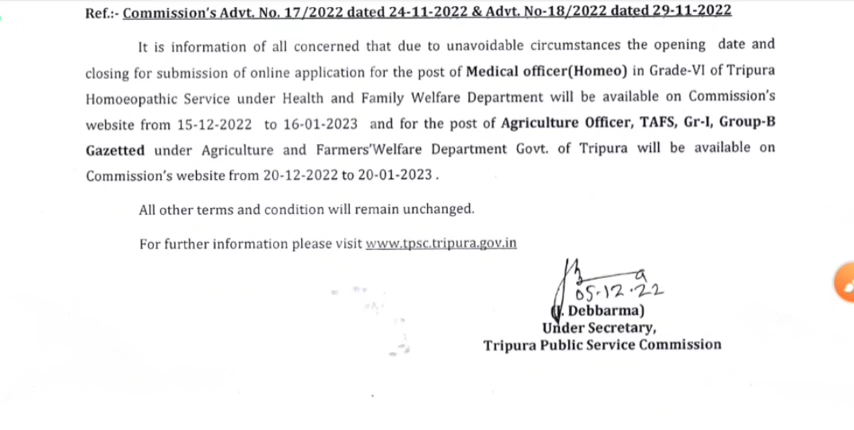 Ref.:- Commission's Advt. No. 17/2022 dated 24-11-2022 & Advt. No-18/2022 dated 29-11-2022
It is information of all concerned that due to unavoidable circumstances the opening date and
closing for submission of online application for the post of Medical officer(Homeo) in Grade-VI of Tripura
Homoeopathic Service under Health and Family Welfare Department will be available on Commission's
website from 15-12-2022 to 16-01-2023 and for the post of Agriculture Officer, TAFS, Gr-I, Group-B
Gazetted under Agriculture and Farmers'Welfare Department Govt. of Tripura will be available on
Commission's website from 20-12-2022 to 20-01-2023 .
All other terms and condition will remain unchanged.
For further information please visit www.tpsc.tripura.gov.in
05.12.22
Debbarma)
Under Secretary,
Tripura Public Service Commission